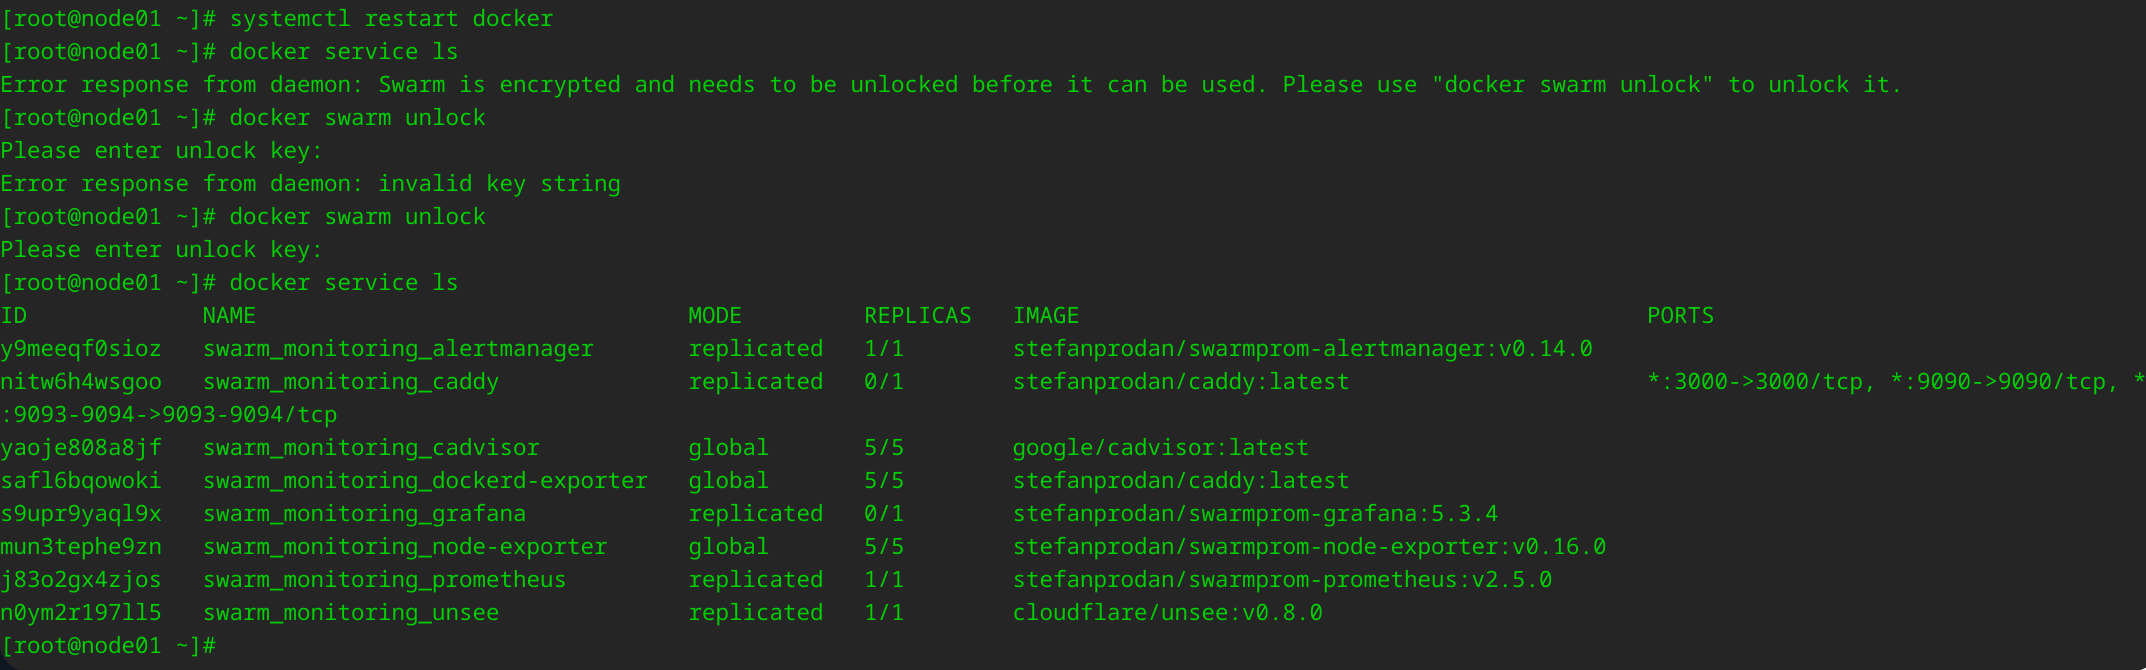 [root@node01 ~]# systemctl restart docker
[root@node01 ~]# docker service ls
Error response from daemon: Swarm is encrypted and needs to be unlocked before it can be used. Please use "docker swarm unlock" to unlock it.
[root@node01 ~]# docker swarm unlock
Please enter unlock key:
Error response from daemon: invalid key string
[root@node01 ~]# docker swarm unlock
Please enter unlock key:
[root@node01 ~]# docker service ls
ID             NAME                                MODE         REPLICAS   IMAGE                                          PORTS
y9meeqf0sioz   swarm_monitoring_alertmanager       replicated   1/1        stefanprodan/swarmprom-alertmanager:v0.14.0
nitw6h4wsgoo   swarm_monitoring_caddy              replicated   0/1        stefanprodan/caddy:latest                      *:3000->3000/tcp, *:9090->9090/tcp, *
:9093-9094->9093-9094/tcp
yaoje808a8jf   swarm_monitoring_cadvisor           global       5/5        google/cadvisor:latest
safl6bqowoki   swarm_monitoring_dockerd-exporter   global       5/5        stefanprodan/caddy:latest
s9upr9yaql9x   swarm_monitoring_grafana            replicated   0/1        stefanprodan/swarmprom-grafana:5.3.4
mun3tephe9zn   swarm_monitoring_node-exporter      global       5/5        stefanprodan/swarmprom-node-exporter:v0.16.0
j83o2gx4zjos   swarm_monitoring_prometheus         replicated   1/1        stefanprodan/swarmprom-prometheus:v2.5.0
n0ym2r197ll5   swarm_monitoring_unsee              replicated   1/1        cloudflare/unsee:v0.8.0
[root@node01 ~]#